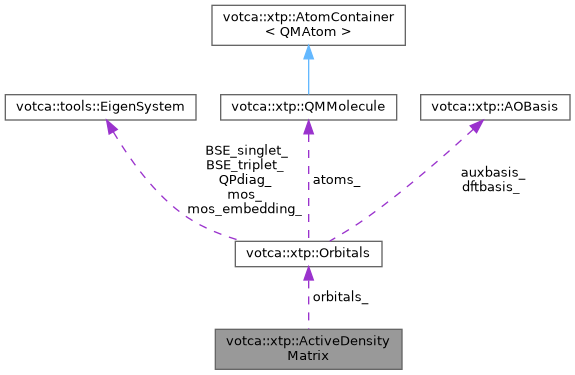 votca::xtp::AtomContainer
< QMAtom >
votca::tools::EigenSystem
votca::xtp::QMMolecule
votca::xtp::AOBasis
BSE_singlet_
BSE_triplet_
QPdiag_
mos_
mos_embedding_
atoms_
auxbasis_
dftbasis_
votca::xtp::Orbitals
orbitals_
votca::xtp::ActiveDensity
Matrix